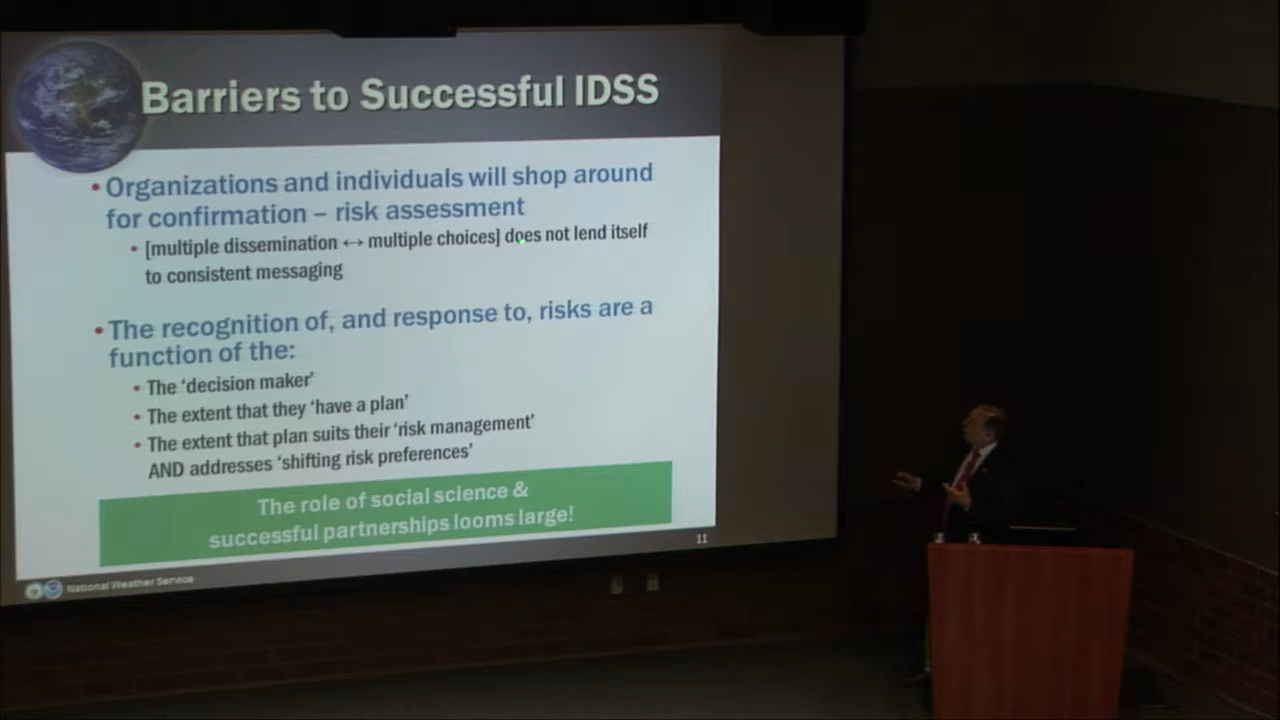 Barriers to Successful IDSS
• Organizations and individuals will shop around
for confirmation – risk assessment
• [multiple dissemination ↔ multiple choices] does not lend itself
to consistent messaging
• The recognition of, and response to, risks are a
function of the:
• The ‘decision maker’
• The extent that they ‘have a plan’
• The extent that plan suits their ‘risk management’
AND addresses ‘shifting risk preferences’
The role of social science &
successful partnerships looms large!
11
National Weather Service